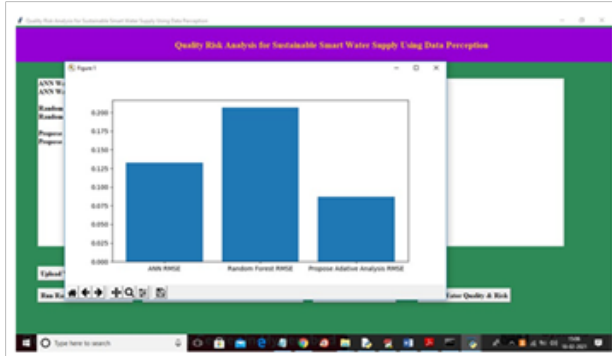 Quality Risk Analysis for Sustainable Smart Water Supply Using Data Perception
Quality Risk Analysis for Sustainable Smart Water Supply Using Data Perception
Figure 1
ANN
ANN
Random
Random
Propose
Propose
0.200
0.175
0.150
0.125
0.100
0.075
0.050
0.025
0.000
ANN RMSE
Random Forest RMSE
Propose Adative Analysis RMSE
Upload
Run
Water Quality & Risk
Type here to search